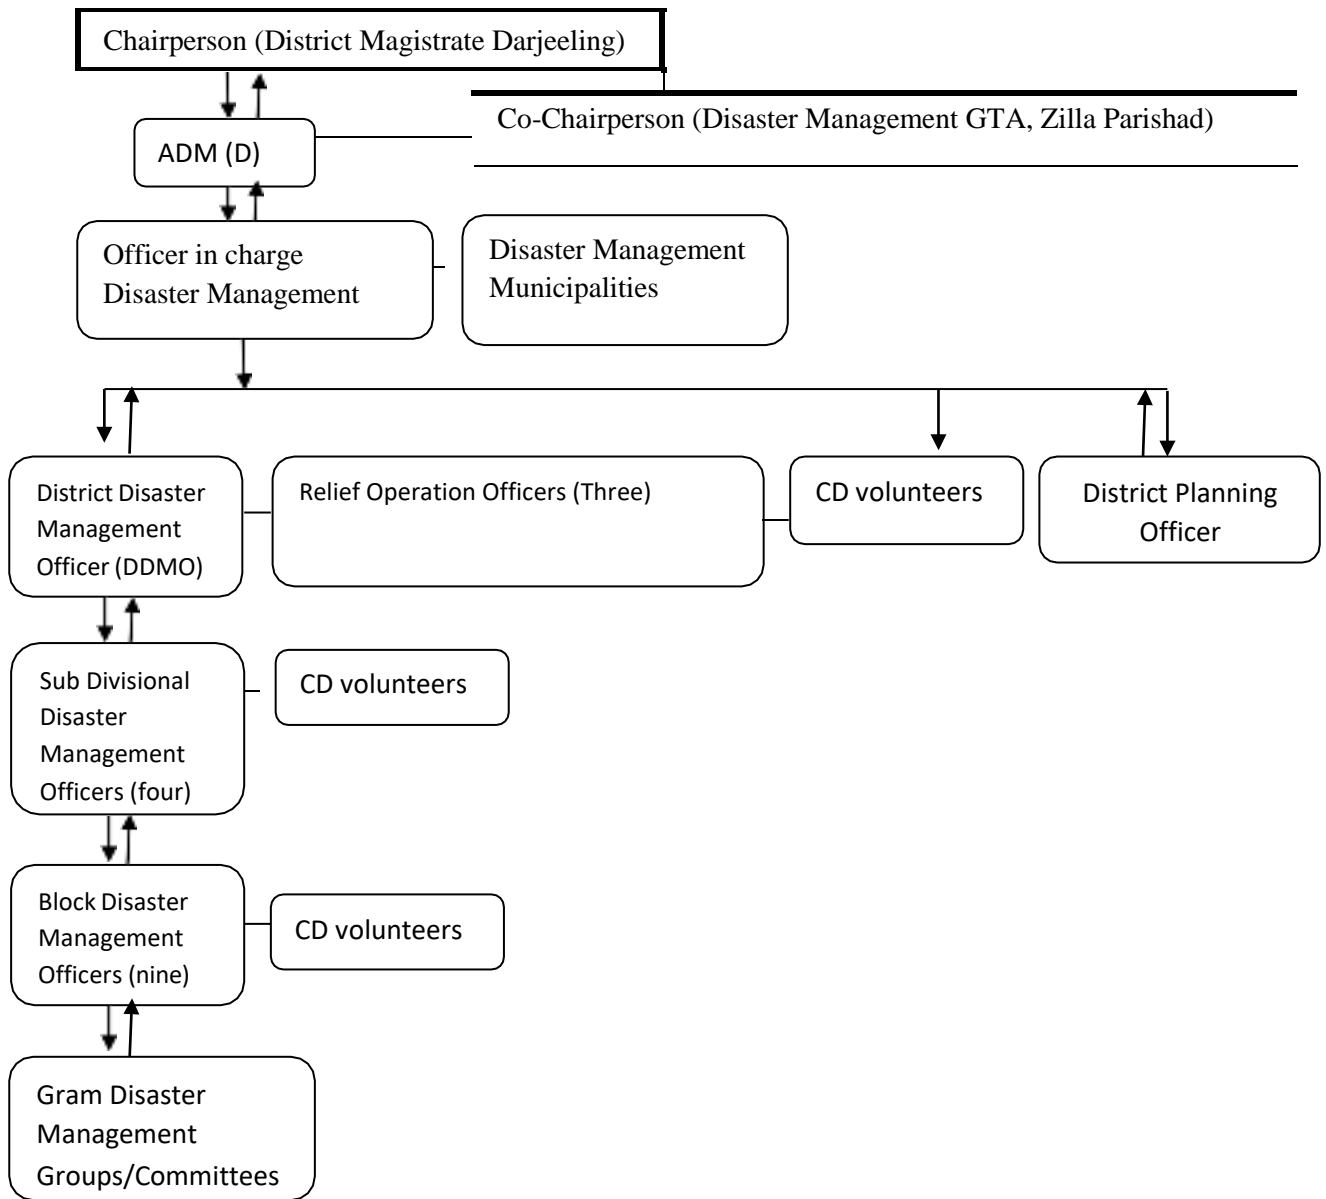 Chairperson (District Magistrate Darjeeling)
Co-Chairperson (Disaster Management GTA, Zilla Parishad)
ADM (D)
Officer in charge
Disaster Management
Disaster Management
Municipalities
District Disaster
Management
Officer (DDMO)
Relief Operation Officers (Three)
CD volunteers
District Planning
Officer
Sub Divisional
Disaster
Management
Officers (four)
CD volunteers
Block Disaster
Management
Officers (nine)
CD volunteers
Gram Disaster
Management
Groups/Committees